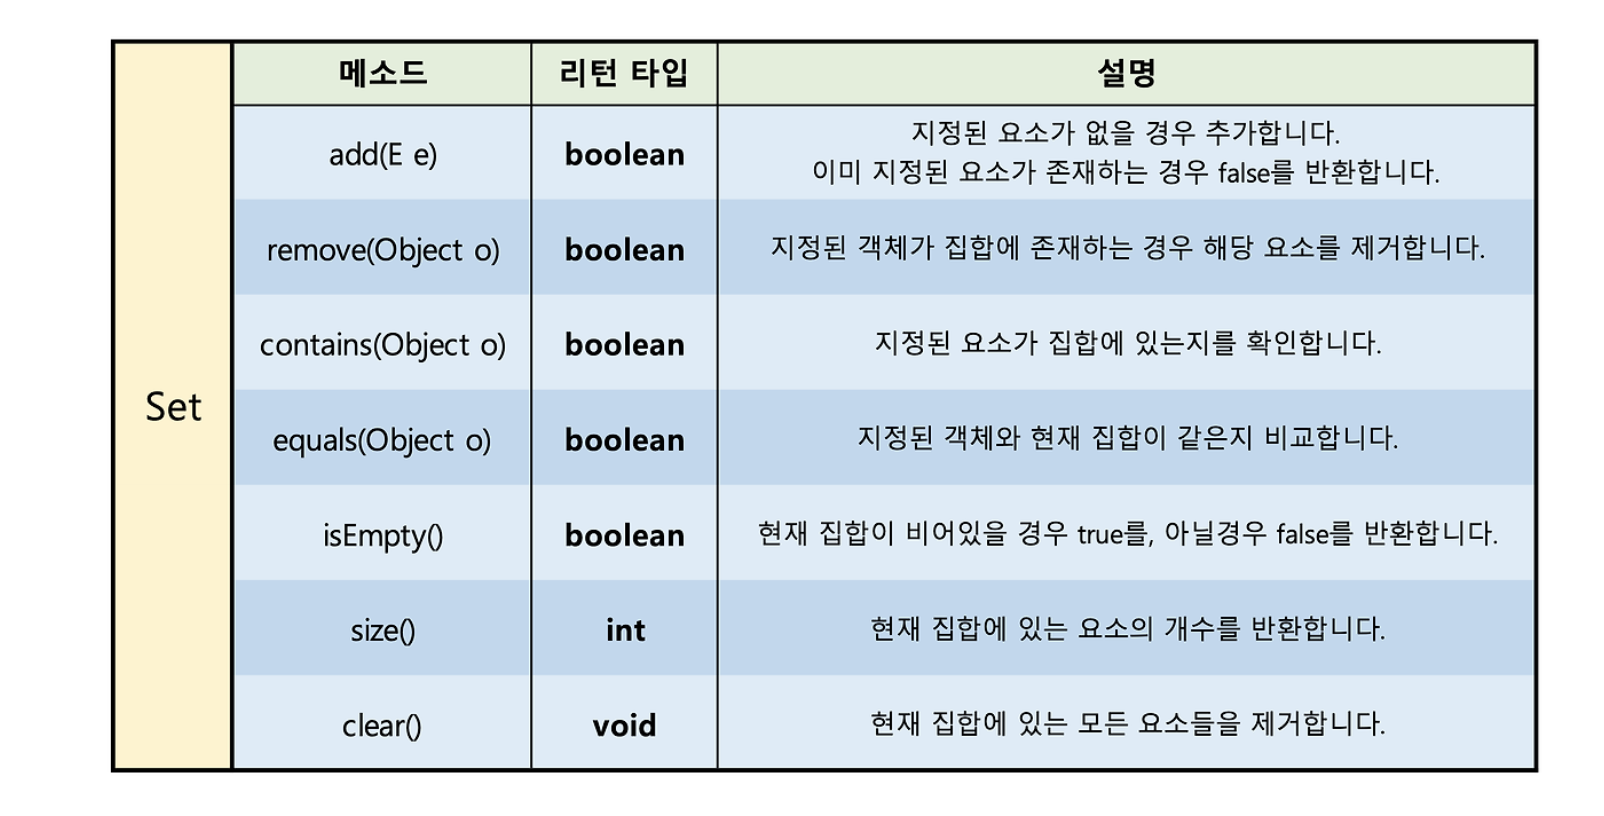 Set
메소드 리턴 타입 설명
add(E e) boolean 지정된 요소가 없을 경우 추가합니다.
이미 지정된 요소가 존재하는 경우 false를 반환합니다.
remove(Object o) boolean 지정된 객체가 집합에 존재하는 경우 해당 요소를 제거합니다.
contains(Object o) boolean 지정된 요소가 집합에 있는지를 확인합니다.
equals(Object o) boolean 지정된 객체와 현재 집합이 같은지 비교합니다.
isEmpty() boolean 현재 집합이 비어있을 경우 true를, 아닐경우 false를 반환합니다.
size() int 현재 집합에 있는 요소의 개수를 반환합니다.
clear() void 현재 집합에 있는 모든 요소들을 제거합니다.